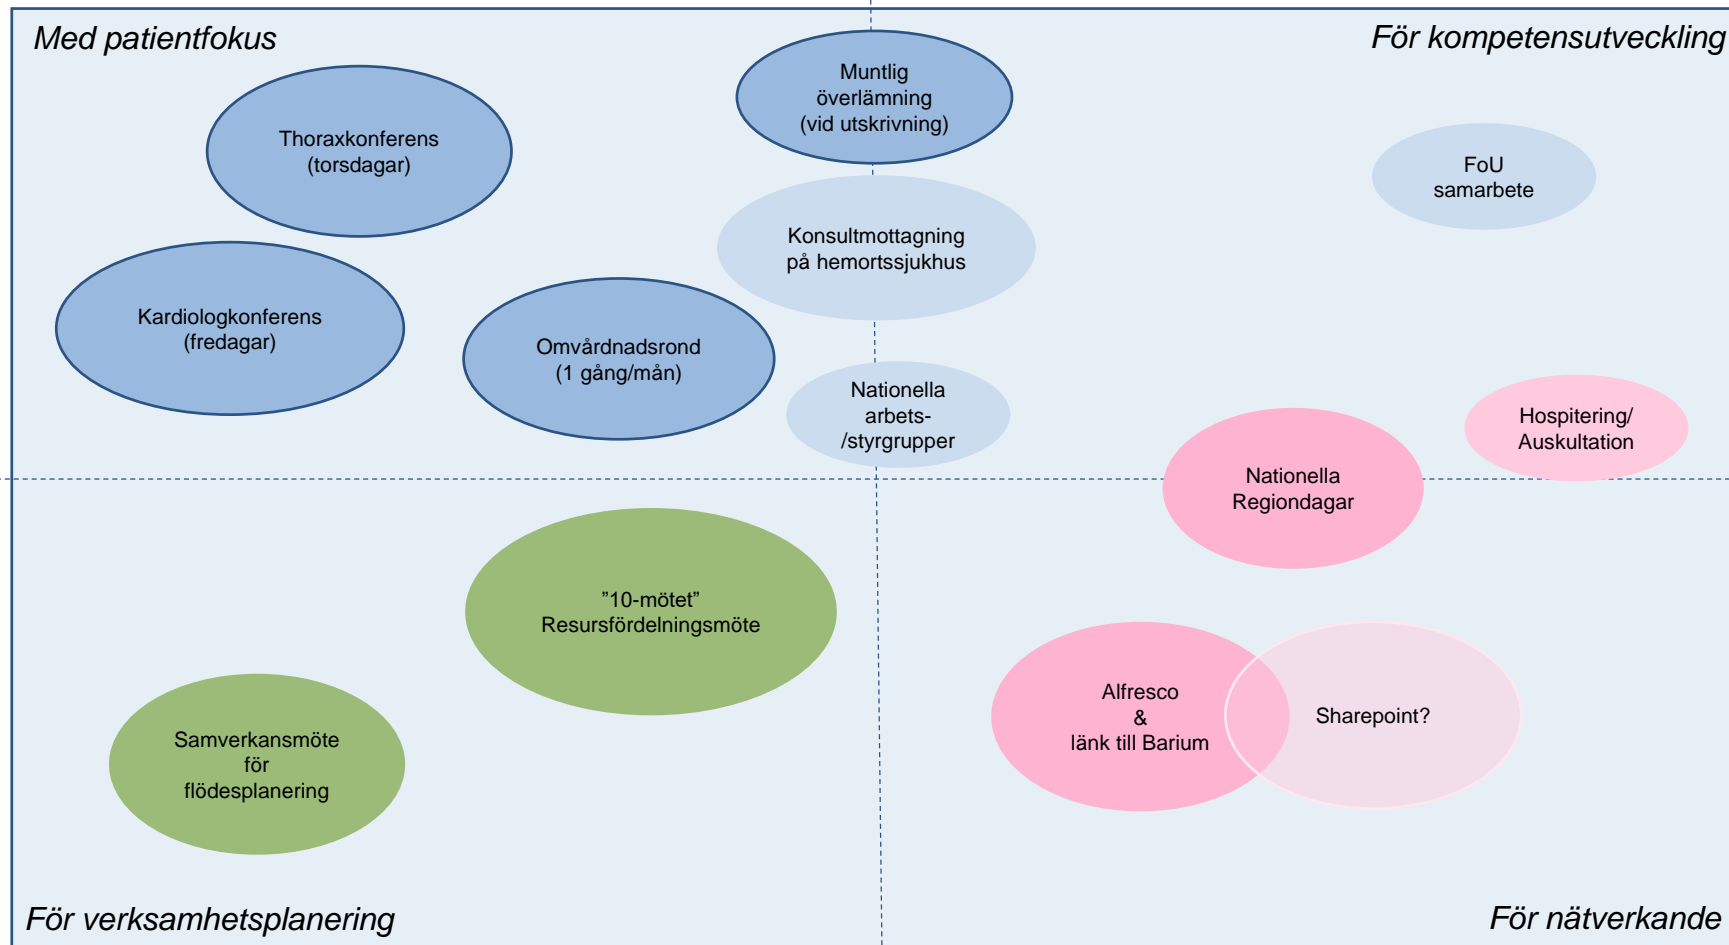 Med patientfokus
För kompetensutveckling
Muntlig
överlämning
(vid utskrivning)
Thoraxkonferens
(torsdagar)
FoU
samarbete
Konsultmottagning
på hemortssjukhus
Kardiologkonferens
(fredagar)
Omvårdnadsrond
(1 gång/mån)
Nationella
arbets-
/styrgrupper
Hospitering/
Auskultation
Nationella
Regiondagar
”10-mötet”
Resursfördelningsmöte
Alfresco
&
länk till Barium
Sharepoint?
Samverkansmöte
för
flödesplanering
För verksamhetsplanering
För nätverkande